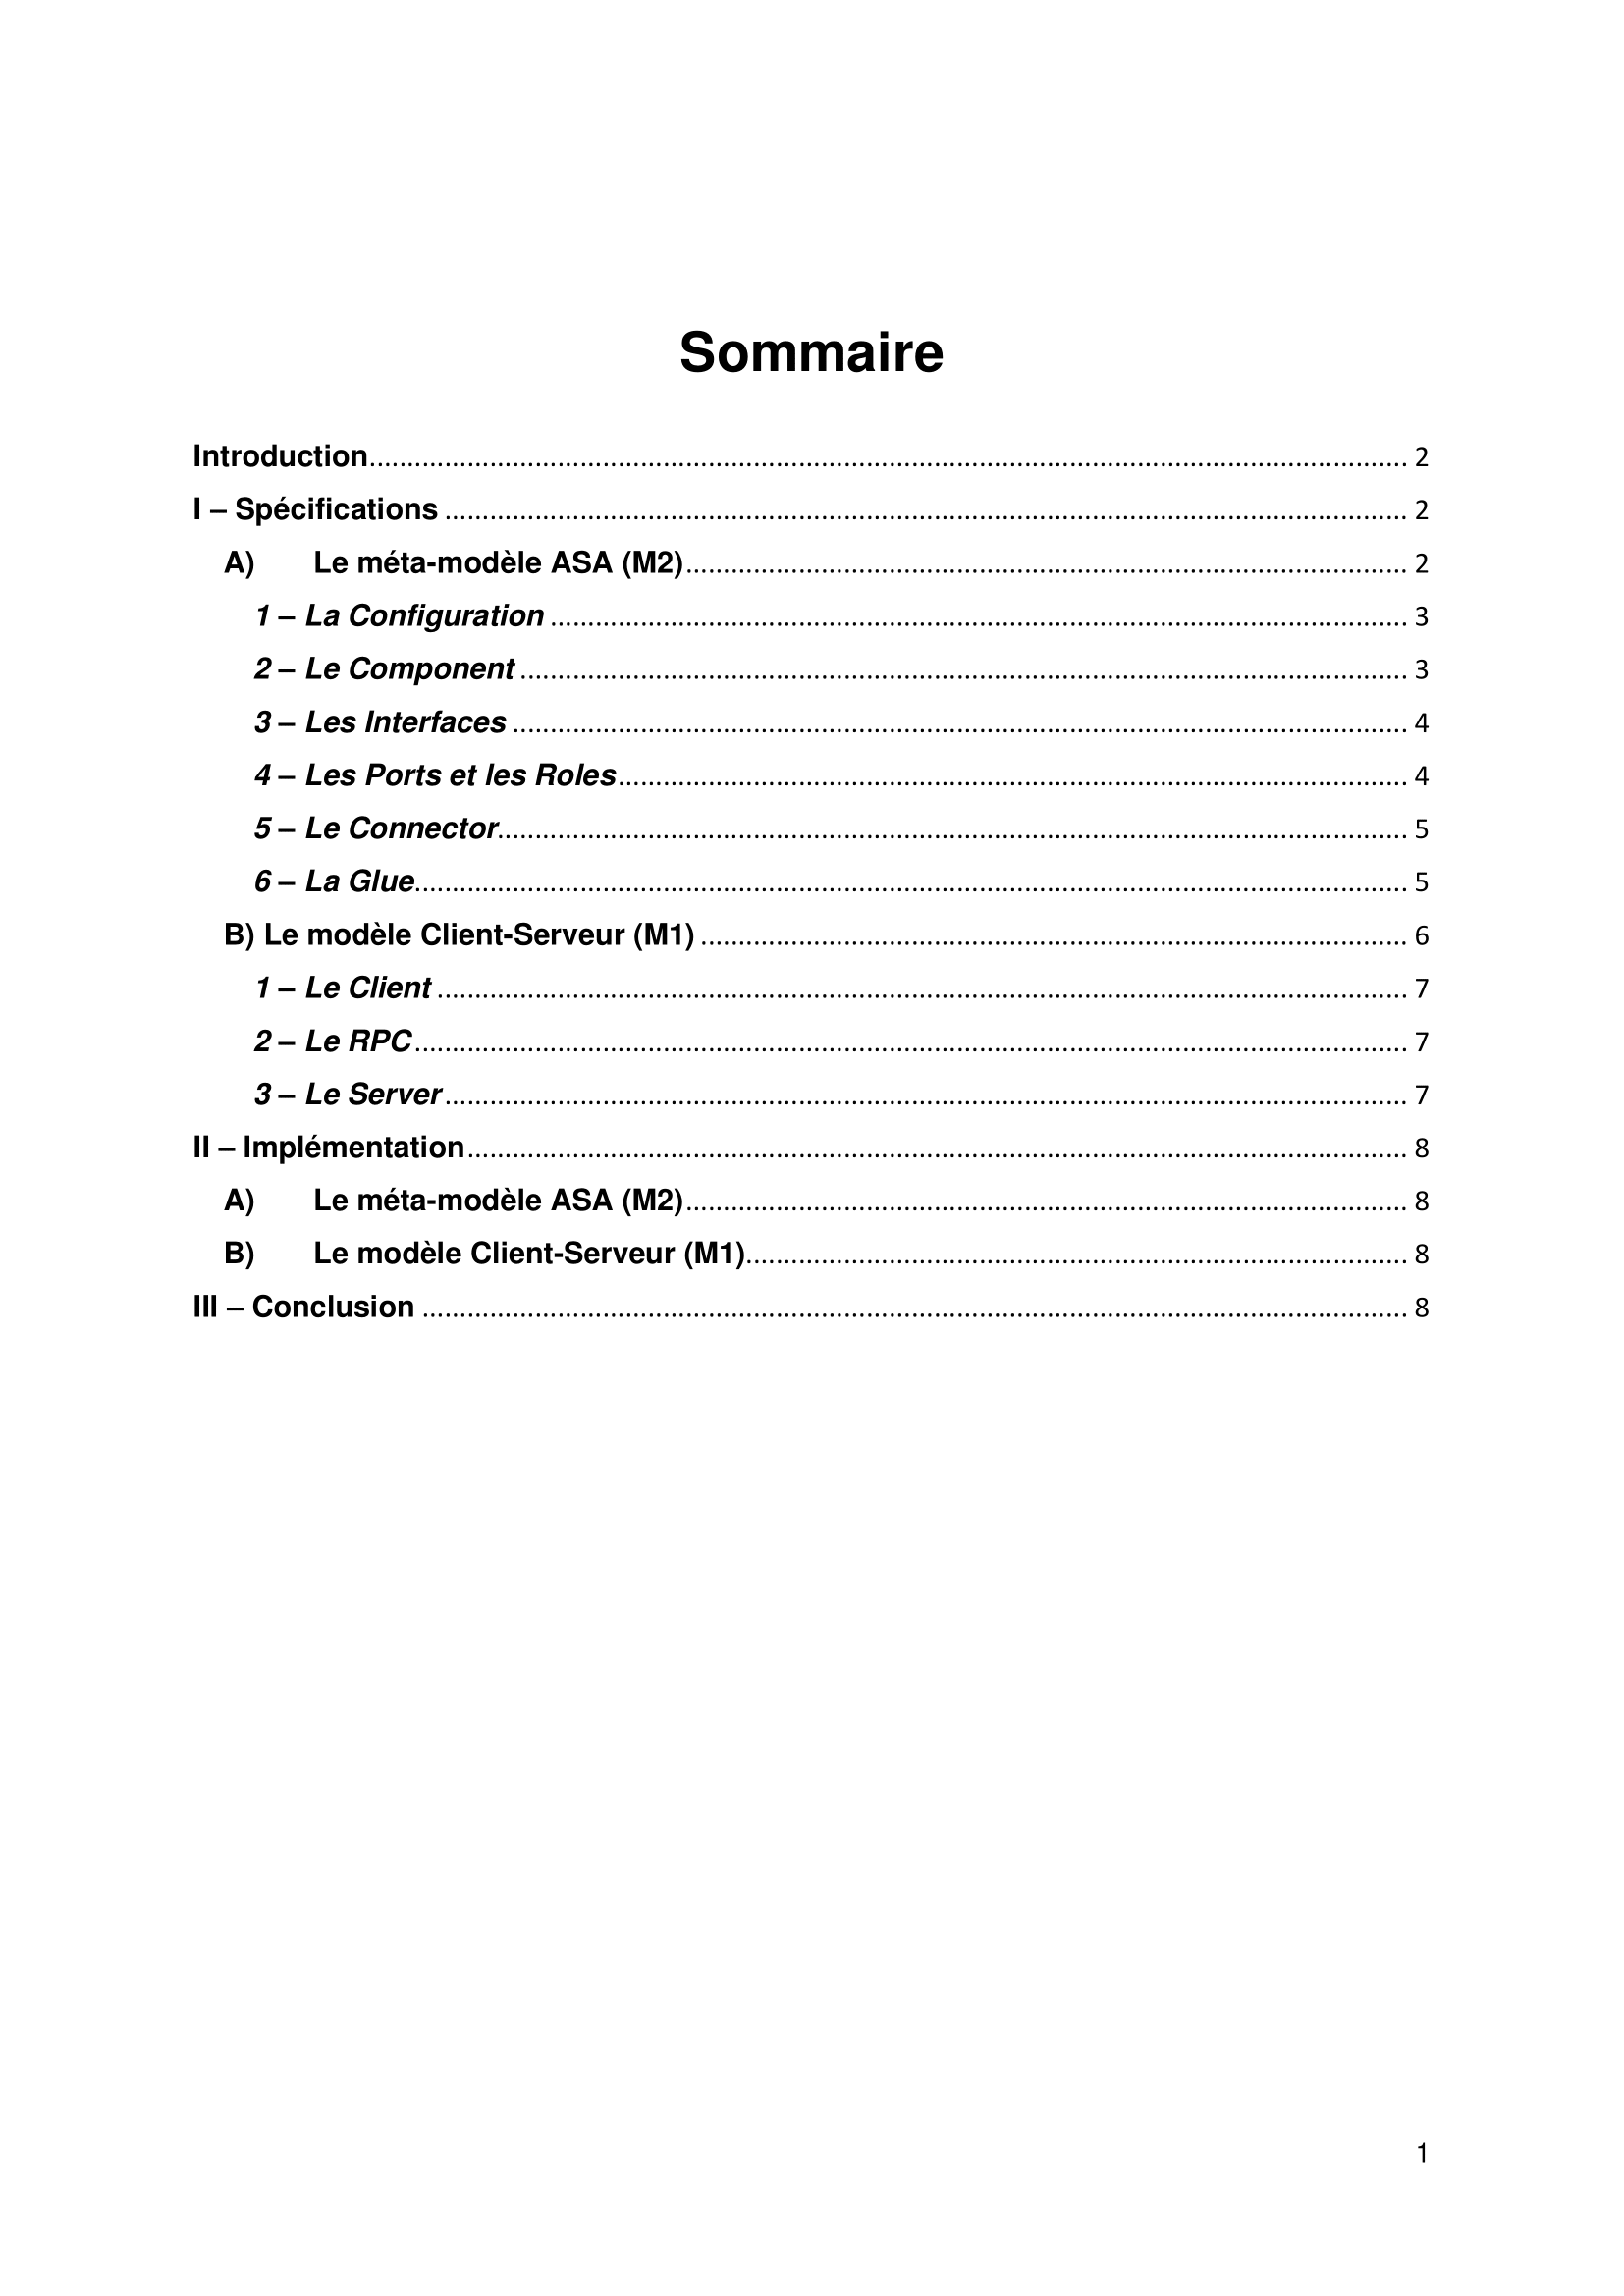 Sommaire
Introduction 2
I – Spécifications 2
A) Le méta-modèle ASA (M2) 2
1 – La Configuration 3
2 – Le Component 3
3 – Les Interfaces 4
4 – Les Ports et les Roles 4
5 – Le Connector 5
6 – La Glue 5
B) Le modèle Client-Serveur (M1) 6
1 – Le Client 7
2 – Le RPC 7
3 – Le Server 7
II – Implémentation 8
A) Le méta-modèle ASA (M2) 8
B) Le modèle Client-Serveur (M1) 8
III – Conclusion 8
1